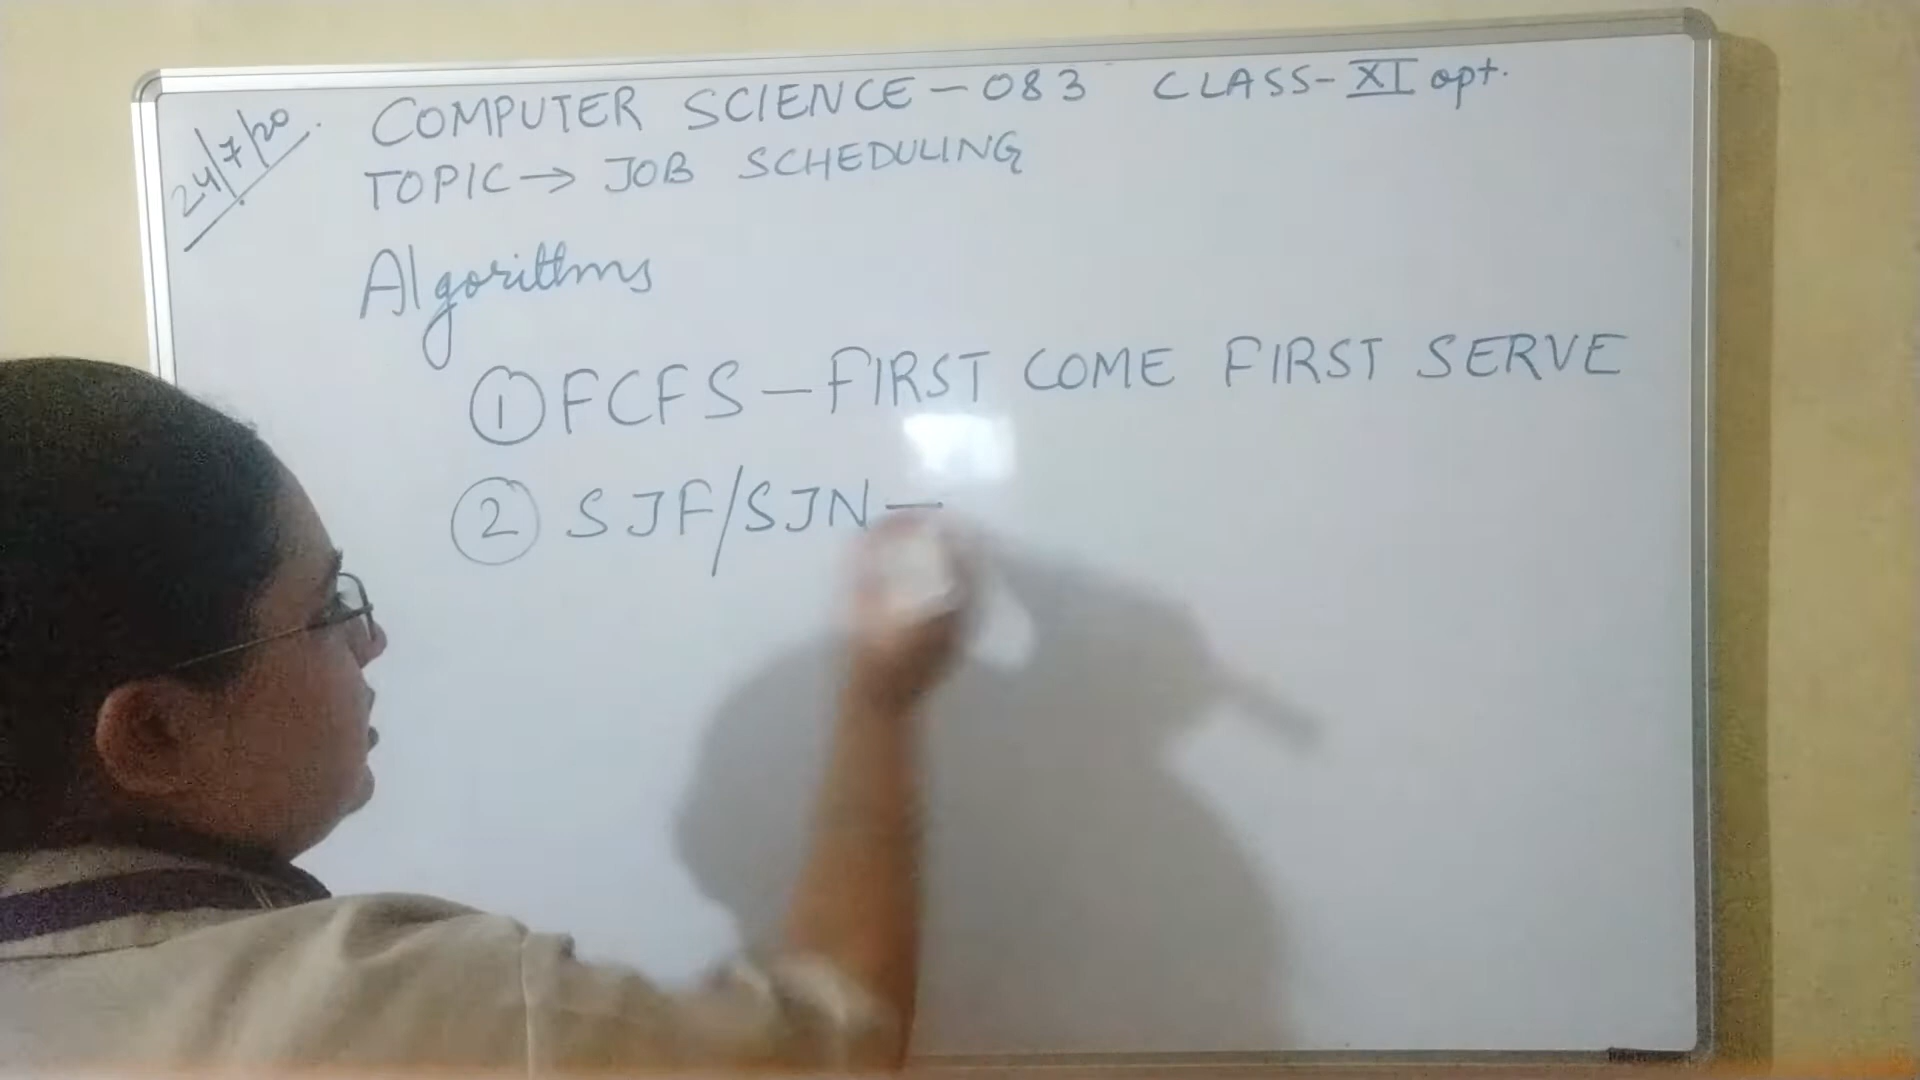 24/7/20.
COMPUTER SCIENCE - 083 CLASS - XI opt.
TOPIC → JOB SCHEDULING
Algorithms
① FCFS - FIRST COME FIRST SERVE
② SJF/SJN -